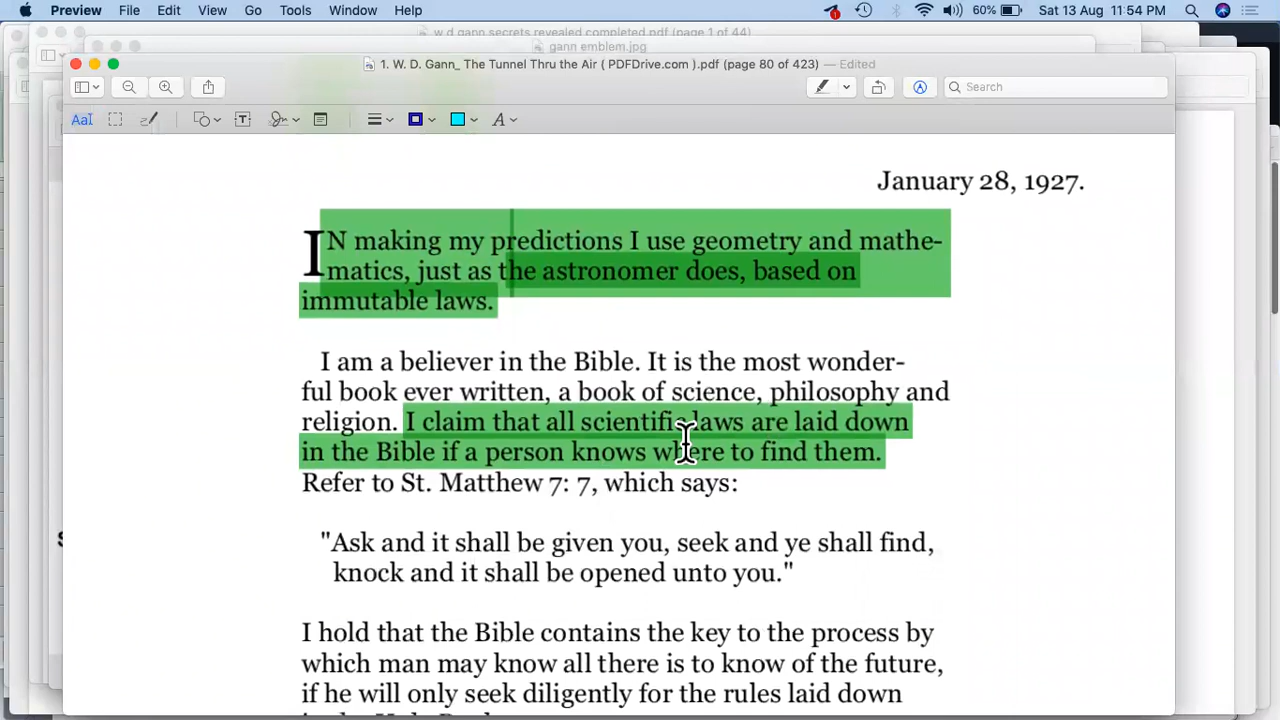 Preview File Edit View Go Tools Window Help 1 60% Sat 13 Aug 11:54 PM
w d gann secrets revealed completed.pdf (page 1 of 44)
gann emblem.jpg
1. W. D. Gann_ The Tunnel Thru the Air ( PDFDrive.com ).pdf (page 80 of 423) — Edited
Search
AaI T A
January 28, 1927.
IN making my predictions I use geometry and mathe-
matics, just as the astronomer does, based on
immutable laws.
I am a believer in the Bible. It is the most wonder-
ful book ever written, a book of science, philosophy and
religion. I claim that all scientific laws are laid down
in the Bible if a person knows where to find them.
Refer to St. Matthew 7: 7, which says:
"Ask and it shall be given you, seek and ye shall find,
knock and it shall be opened unto you."
I hold that the Bible contains the key to the process by
which man may know all there is to know of the future,
if he will only seek diligently for the rules laid down